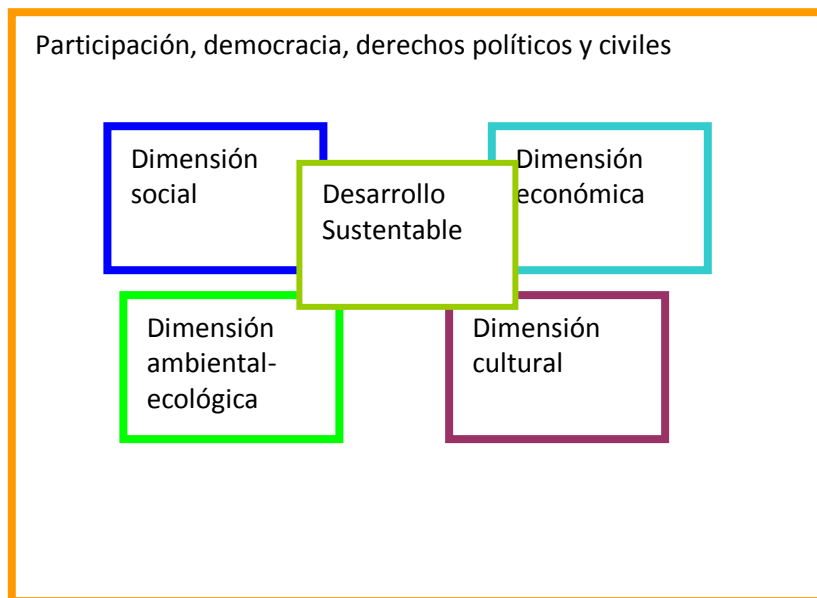 Participación, democracia, derechos políticos y civiles
Dimensión
social
Desarrollo
Sustentable
Dimensión
económica
Dimensión
ambiental-
ecológica
Dimensión
cultural